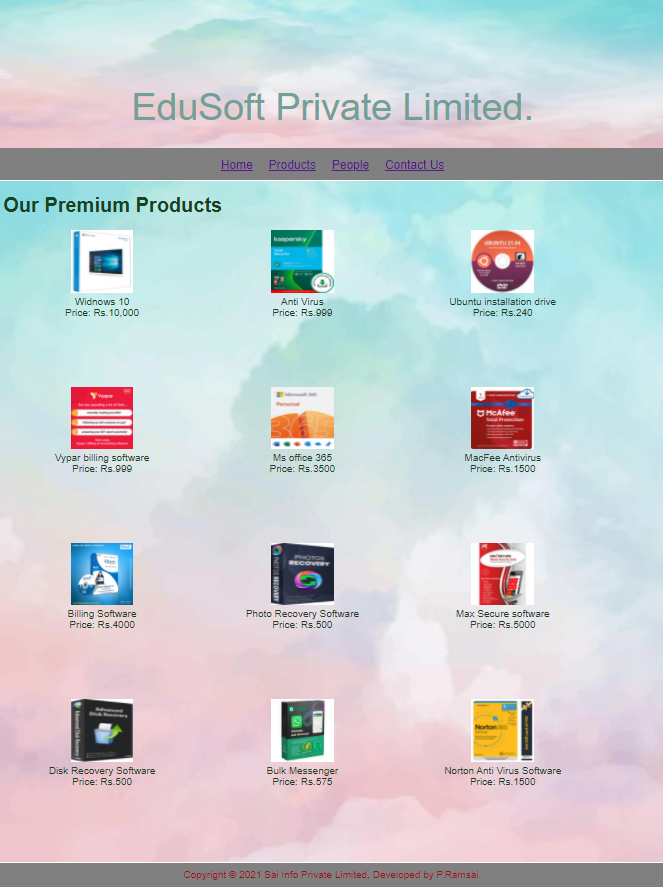 EduSoft Private Limited.
Home Products People Contact Us
Our Premium Products
kaspersky
UBUNTU 21.04
Widnows 10
Anti Virus
Ubuntu installation drive
Price: Rs.10,000
Price: Rs.999
Price: Rs.240
Vyapar
Microsoft 365
Personal
McAfee
Total Protection
Vypar billing software
Ms office 365
MacFee Antivirus
Price: Rs.999
Price: Rs.3500
Price: Rs.1500
PHOTOS
RECOVERY
Billing Software
Photo Recovery Software
Max Secure software
Price: Rs.4000
Price: Rs.500
Price: Rs.5000
Advanced
Disk Recovery
Norton
Disk Recovery Software
Bulk Messenger
Norton Anti Virus Software
Price: Rs.500
Price: Rs.575
Price: Rs.1500
Copyright © 2021 Sai Info Private Limited, Developed by P.Ramsai.